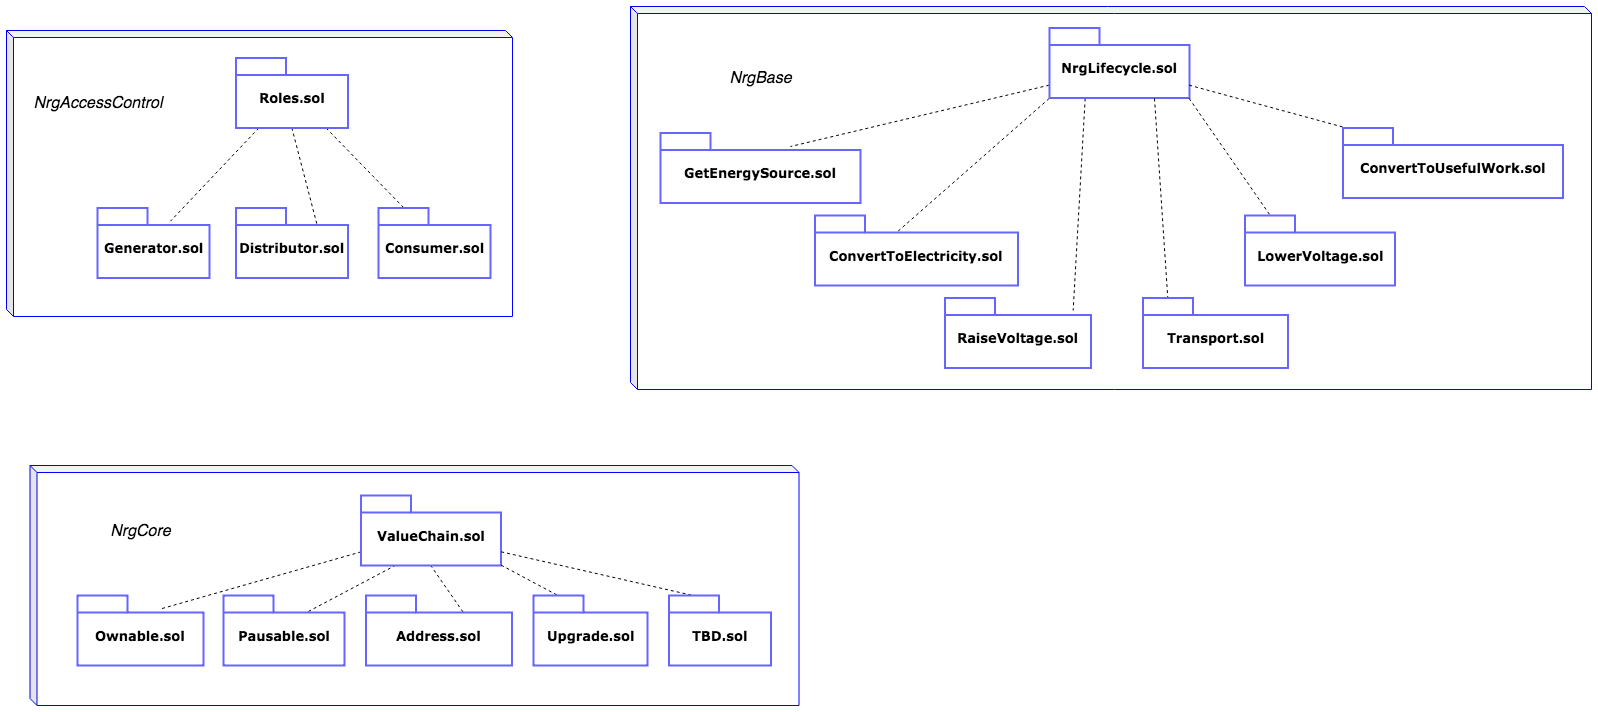 NrgAccessControl
Roles.sol
Generator.sol
Distributor.sol
Consumer.sol
NrgBase
NrgLifecycle.sol
GetEnergySource.sol
ConvertToUsefulWork.sol
ConvertToElectricity.sol
LowerVoltage.sol
RaiseVoltage.sol
Transport.sol
NrgCore
ValueChain.sol
Ownable.sol
Pausable.sol
Address.sol
Upgrade.sol
TBD.sol